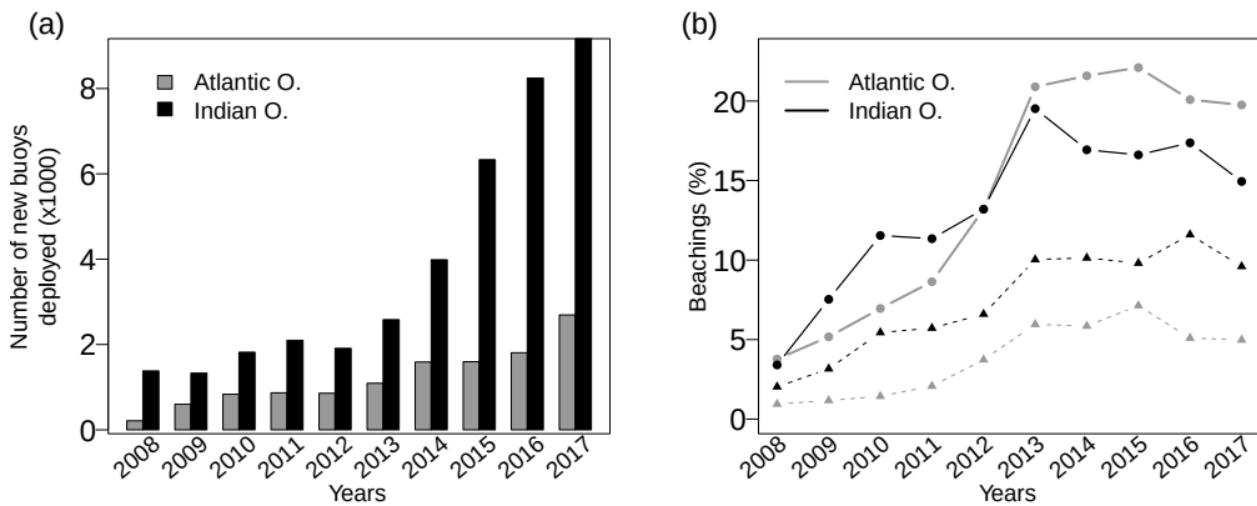 (a)
Number of new buoys
deployed (x1000)
8
6
4
2
0
Atlantic O.
Indian O.
2008 2009 2010 2011 2012 2013 2014 2015 2016 2017
Years
(b)
Beachings (%)
20
15
10
5
0
Atlantic O.
Indian O.
2008 2009 2010 2011 2012 2013 2014 2015 2016 2017
Years